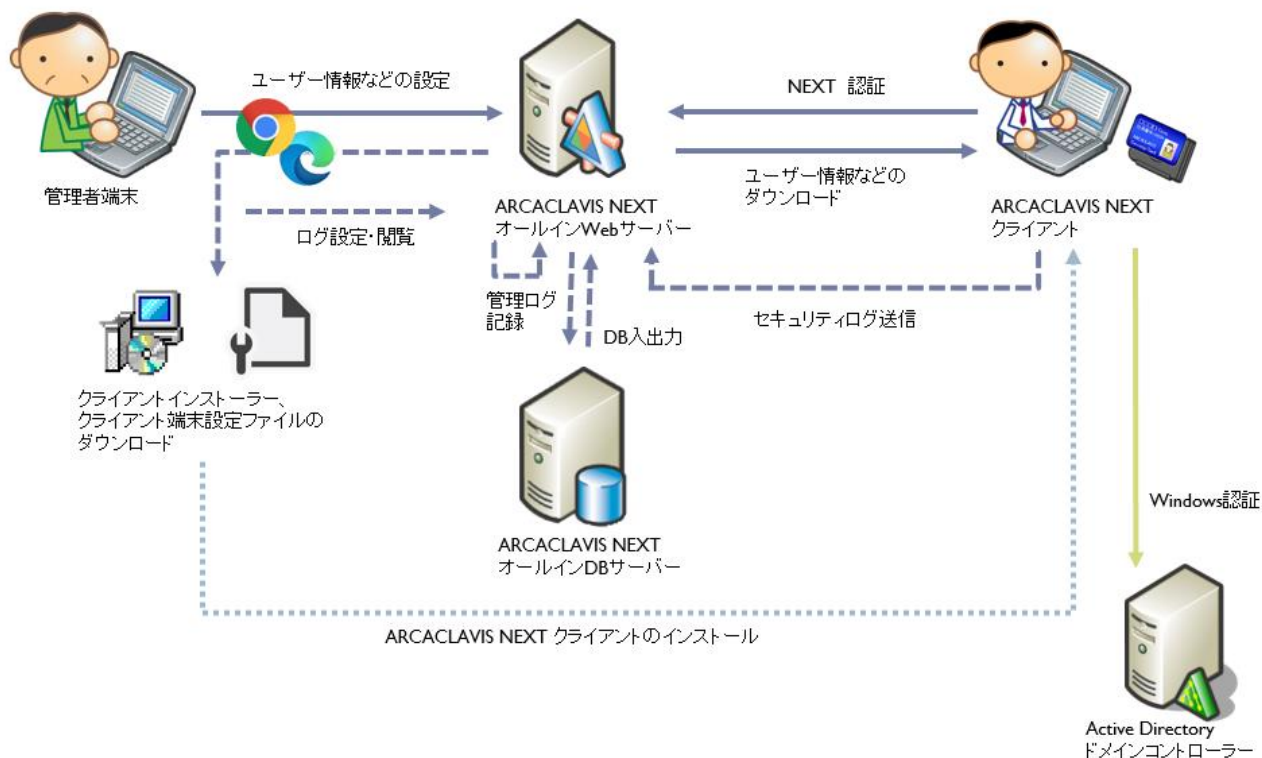 ユーザー情報などの設定
NEXT 認証
管理者端末
ユーザー情報などの
ダウンロード
ARCACLAVIS NEXT
オールインWebサーバー
ARCACLAVIS NEXT
クライアント
ログ設定・閲覧
管理ログ
記録
DB入出力
セキュリティログ送信
クライアントインストーラー、
クライアント端末設定ファイルの
ダウンロード
Windows認証
ARCACLAVIS NEXT
オールインDBサーバー
ARCACLAVIS NEXT クライアントのインストール
Active Directory
ドメインコントローラー